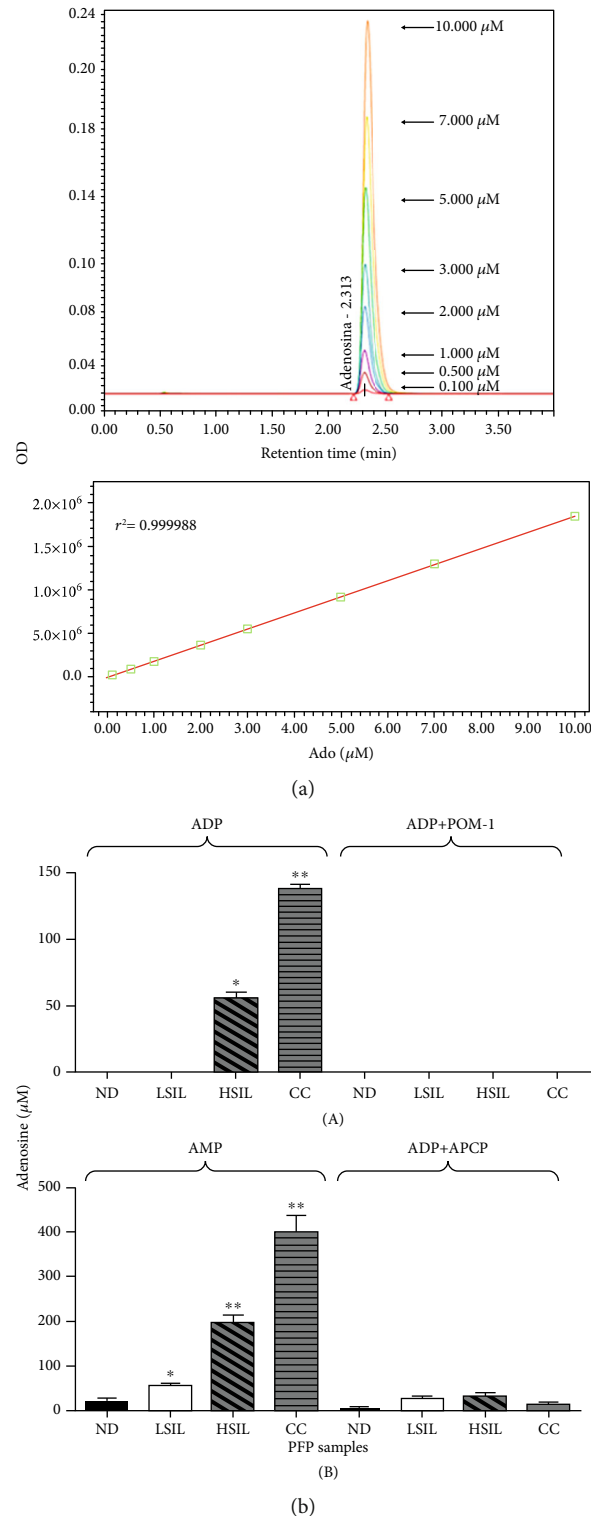 0.24
10.000 μM
0.20
0.18
7.000 μM
0.14
5.000 μM
0.10
3.000 μM
0.08
2.000 μM
Adenosina - 2.313
1.000 μM
0.04
0.500 μM
0.100 μM
0.00
0.00 0.50 1.00 1.50 2.00 2.50 3.00 3.50
Retention time (min)
OD
2.0×10⁶
r²= 0.999988
1.5×10⁶
1.0×10⁶
5.0×10⁶
0.0
0.00 1.00 2.00 3.00 4.00 5.00 6.00 7.00 8.00 9.00 10.00
Ado (μM)
(a)
ADP ADP+POM-1
150
**
100
*
50
0
ND LSIL HSIL CC ND LSIL HSIL CC
(A)
Adenosine (μM)
AMP ADP+APCP
500
**
400
300
**
200
*
100
0
ND LSIL HSIL CC ND LSIL HSIL CC
PFP samples
(B)
(b)